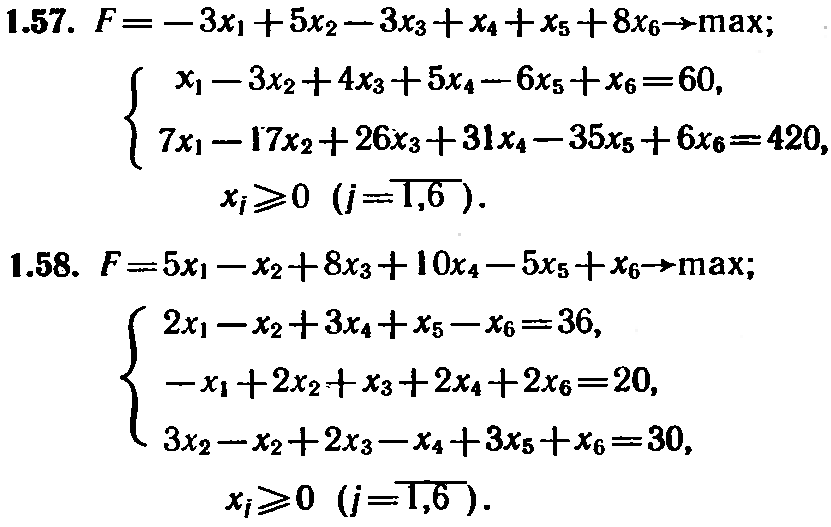 1.57. F = −3x₁ + 5x₂ − 3x₃ + x₄ + x₅ + 8x₆ → max;
x₁ − 3x₂ + 4x₃ + 5x₄ − 6x₅ + x₆ = 60,
7x₁ − 17x₂ + 26x₃ + 31x₄ − 35x₅ + 6x₆ = 420,
xⱼ ⩾ 0 (j = 1,6).
1.58. F = 5x₁ − x₂ + 8x₃ + 10x₄ − 5x₅ + x₆ → max;
2x₁ − x₂ + 3x₄ + x₅ − x₆ = 36,
−x₁ + 2x₂ + x₃ + 2x₄ + 2x₆ = 20,
3x₂ − x₂ + 2x₃ − x₄ + 3x₅ + x₆ = 30,
xⱼ ⩾ 0 (j = 1,6).